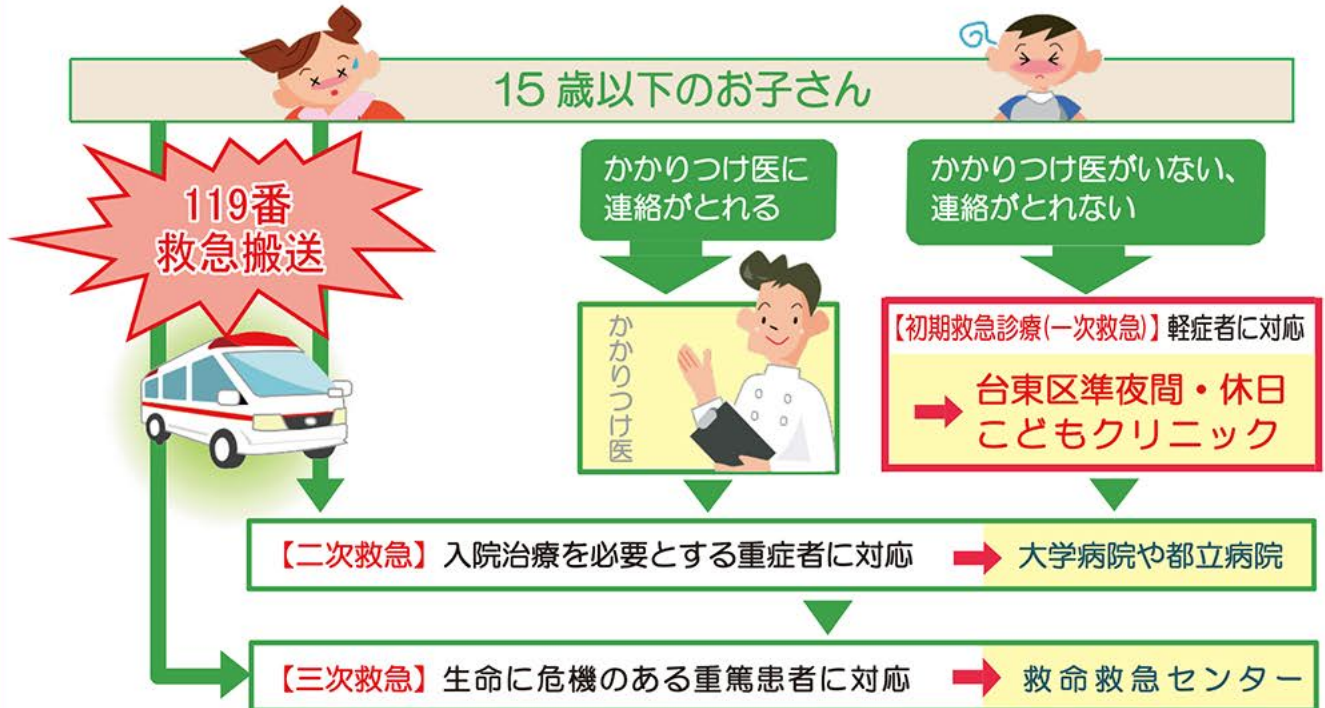 15歳以下のお子さん
119番
救急搬送
かかりつけ医に
連絡がとれる
かかりつけ医がいない、
連絡がとれない
かかりつけ医
【初期救急診療(一次救急)】軽症者に対応
台東区準夜間・休日
こどもクリニック
【二次救急】入院治療を必要とする重症者に対応
大学病院や都立病院
【三次救急】生命に危機のある重篤患者に対応
救命救急センター